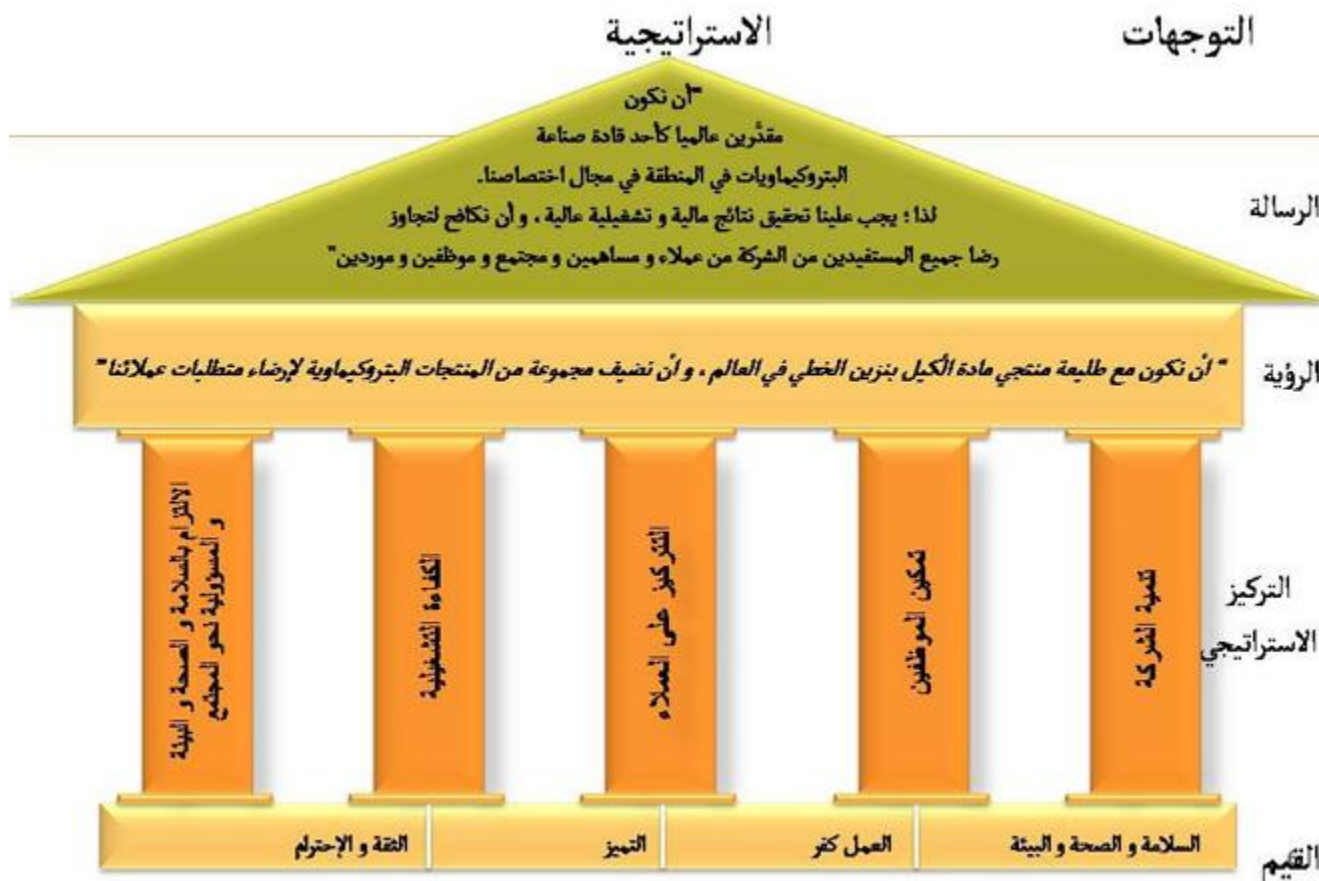 التوجهات الاستراتيجية
الرسالة
"أن نكون
مقدَّرين عالميا كأحد قادة صناعة
البتروكيماويات في المنطقة في مجال اختصاصنا.
لذا ؛ يجب علينا تحقيق نتائج مالية و تشغيلية عالية ، و أن نكافح لتجاوز
رضا جميع المستفيدين من الشركة من عملاء و مساهمين و مجتمع و موظفين و موردين"
الرؤية
" أن نكون مع طليعة منتجي مادة ألكيل بنزين الخطي في العالم ، و أن نضيف مجموعة من المنتجات البتروكيماوية لإرضاء متطلبات عملائنا "
التركيز
الاستراتيجي
تنمية الشركة
تمكين الموظفين
التركيز على العملاء
الكفاءة التشغيلية
الالتزام بالسلامة و الصحة و البيئة
و المسؤولية نحو المجتمع
القيم
السلامة و الصحة و البيئة
العمل كفر
التميز
الثقة و الإحترام